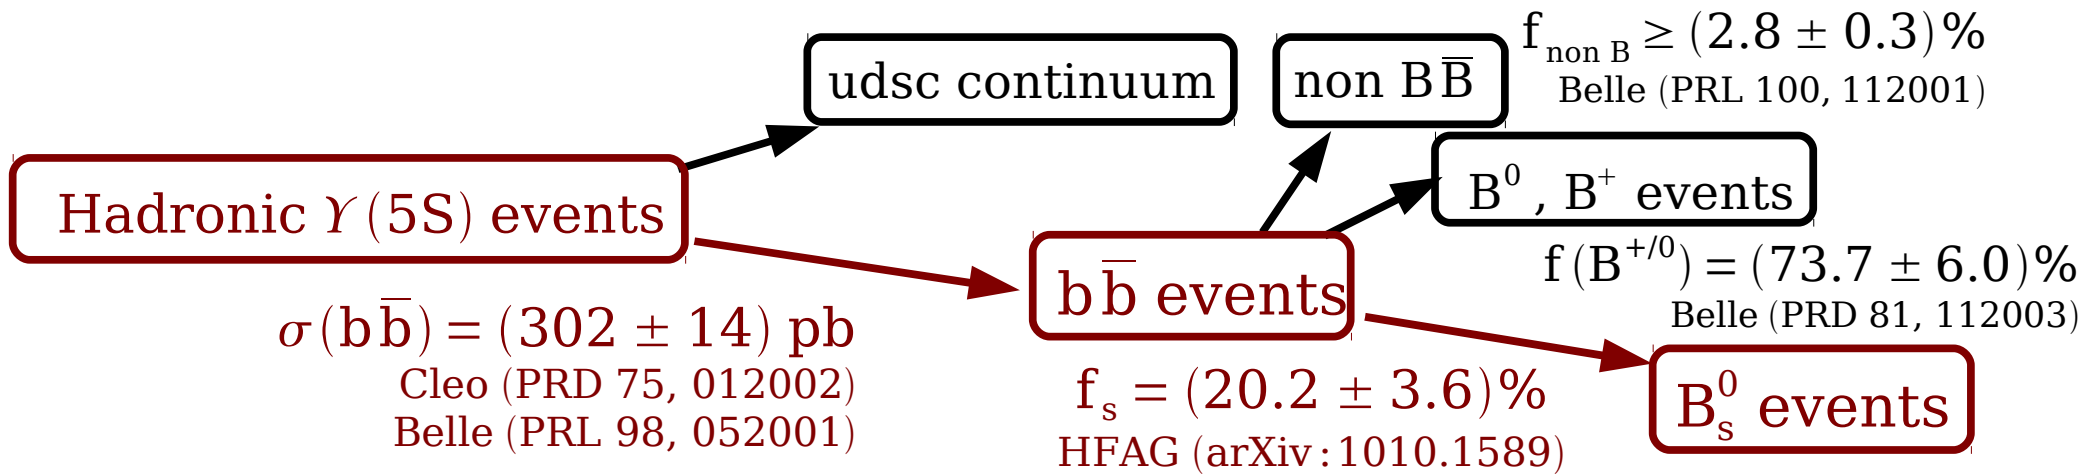 udsc continuum
non BB̅
f_non B ≥ (2.8 ± 0.3)%
Belle (PRL 100, 112001)
Hadronic ϒ(5S) events
B⁰, B⁺ events
f(B^+/0) = (73.7 ± 6.0)%
Belle (PRD 81, 112003)
bb̅ events
σ(bb̅) = (302 ± 14) pb
Cleo (PRD 75, 012002)
Belle (PRL 98, 052001)
f_s = (20.2 ± 3.6)%
HFAG (arXiv:1010.1589)
B_s^0 events